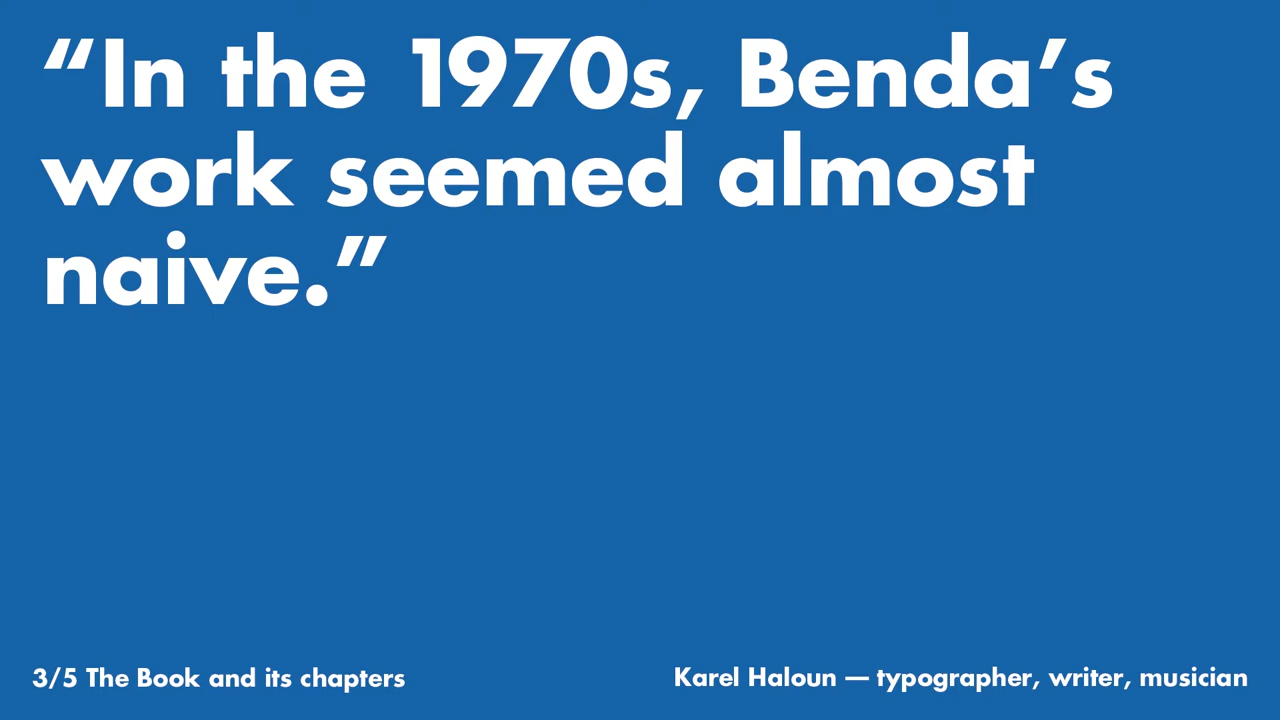 “In the 1970s, Benda’s
work seemed almost
naive.”
3/5 The Book and its chapters
Karel Haloun — typographer, writer, musician